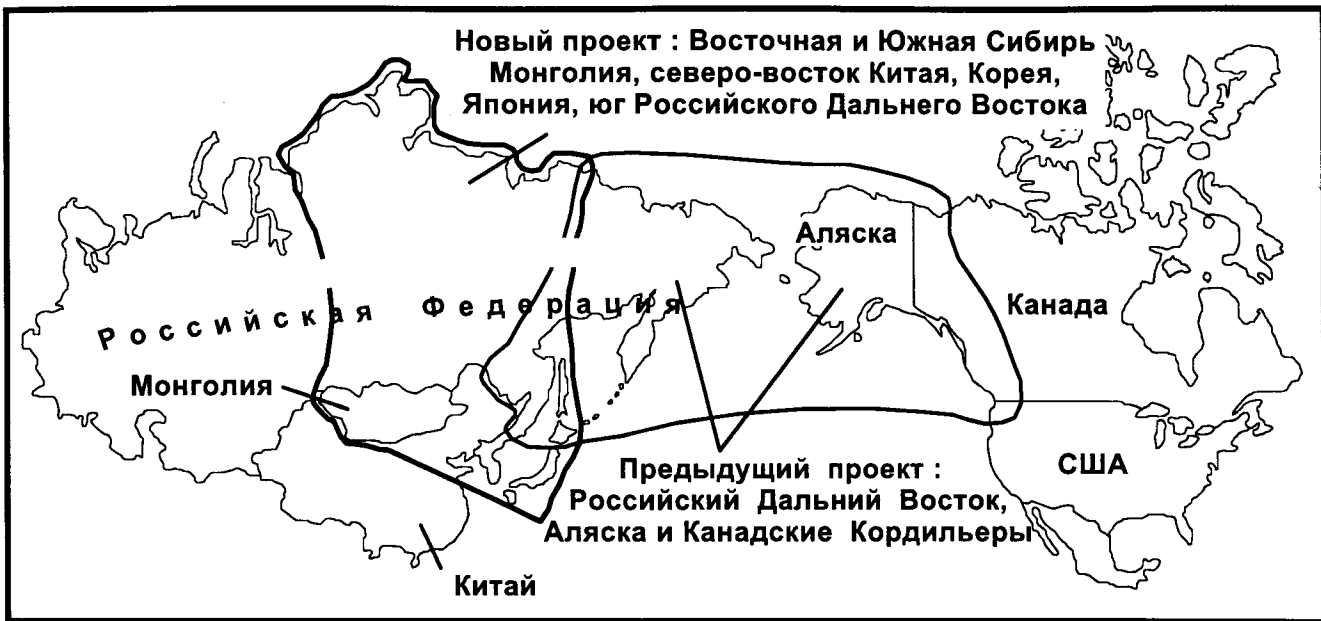 Новый проект : Восточная и Южная Сибирь
Монголия, северо-восток Китая, Корея,
Япония, юг Российского Дальнего Востока
Аляска
Канада
Российская Федерация
Монголия
США
Предыдущий проект :
Российский Дальний Восток,
Аляска и Канадские Кордильеры
Китай